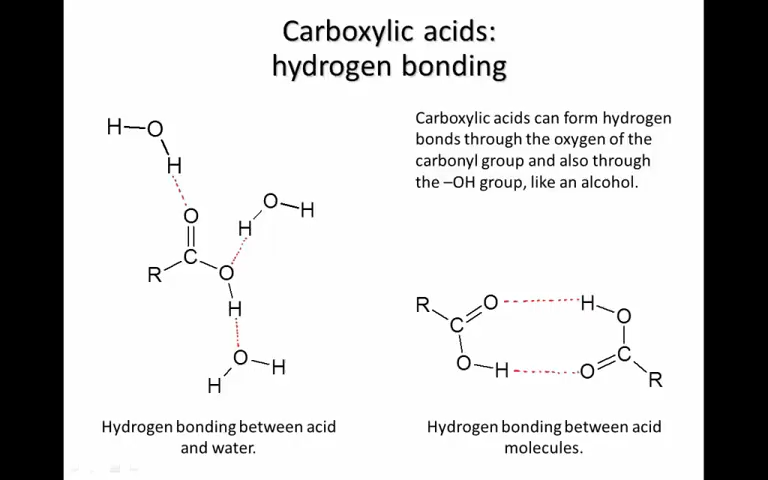 Carboxylic acids:
hydrogen bonding
Carboxylic acids can form hydrogen
bonds through the oxygen of the
carbonyl group and also through
the –OH group, like an alcohol.
H O
H
O
O H
H
C
R O
H
O H
H
R O H O
C
O H O C
R
Hydrogen bonding between acid
and water.
Hydrogen bonding between acid
molecules.